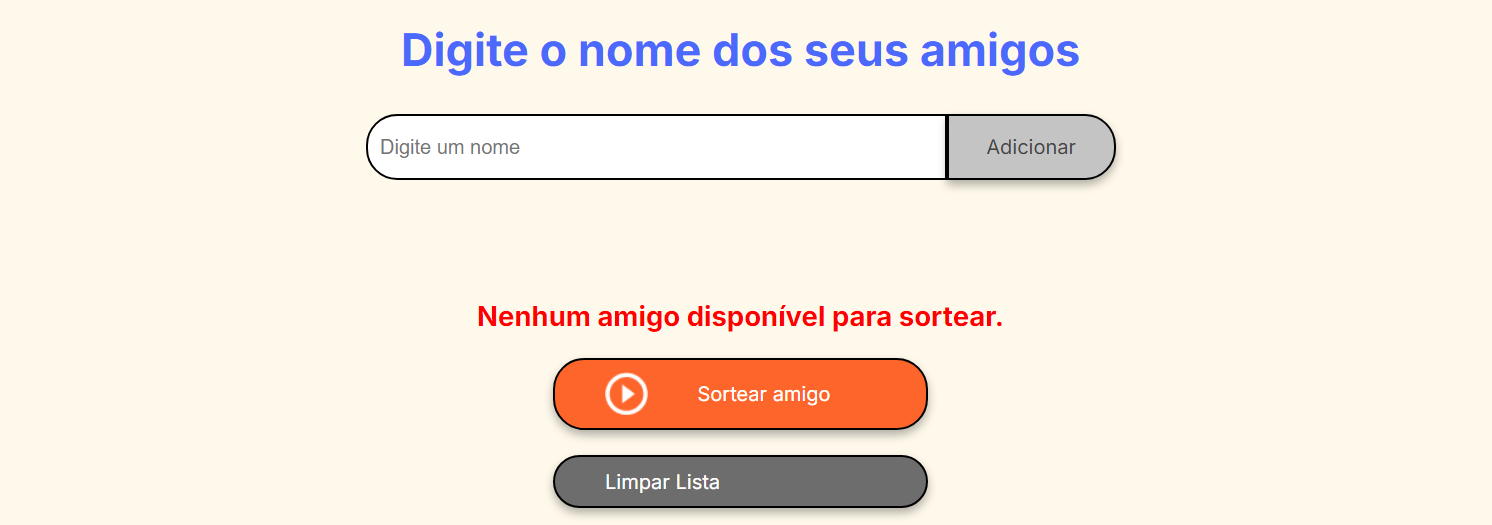 Digite o nome dos seus amigos
Digite um nome
Adicionar
Nenhum amigo disponível para sortear.
Sortear amigo
Limpar Lista